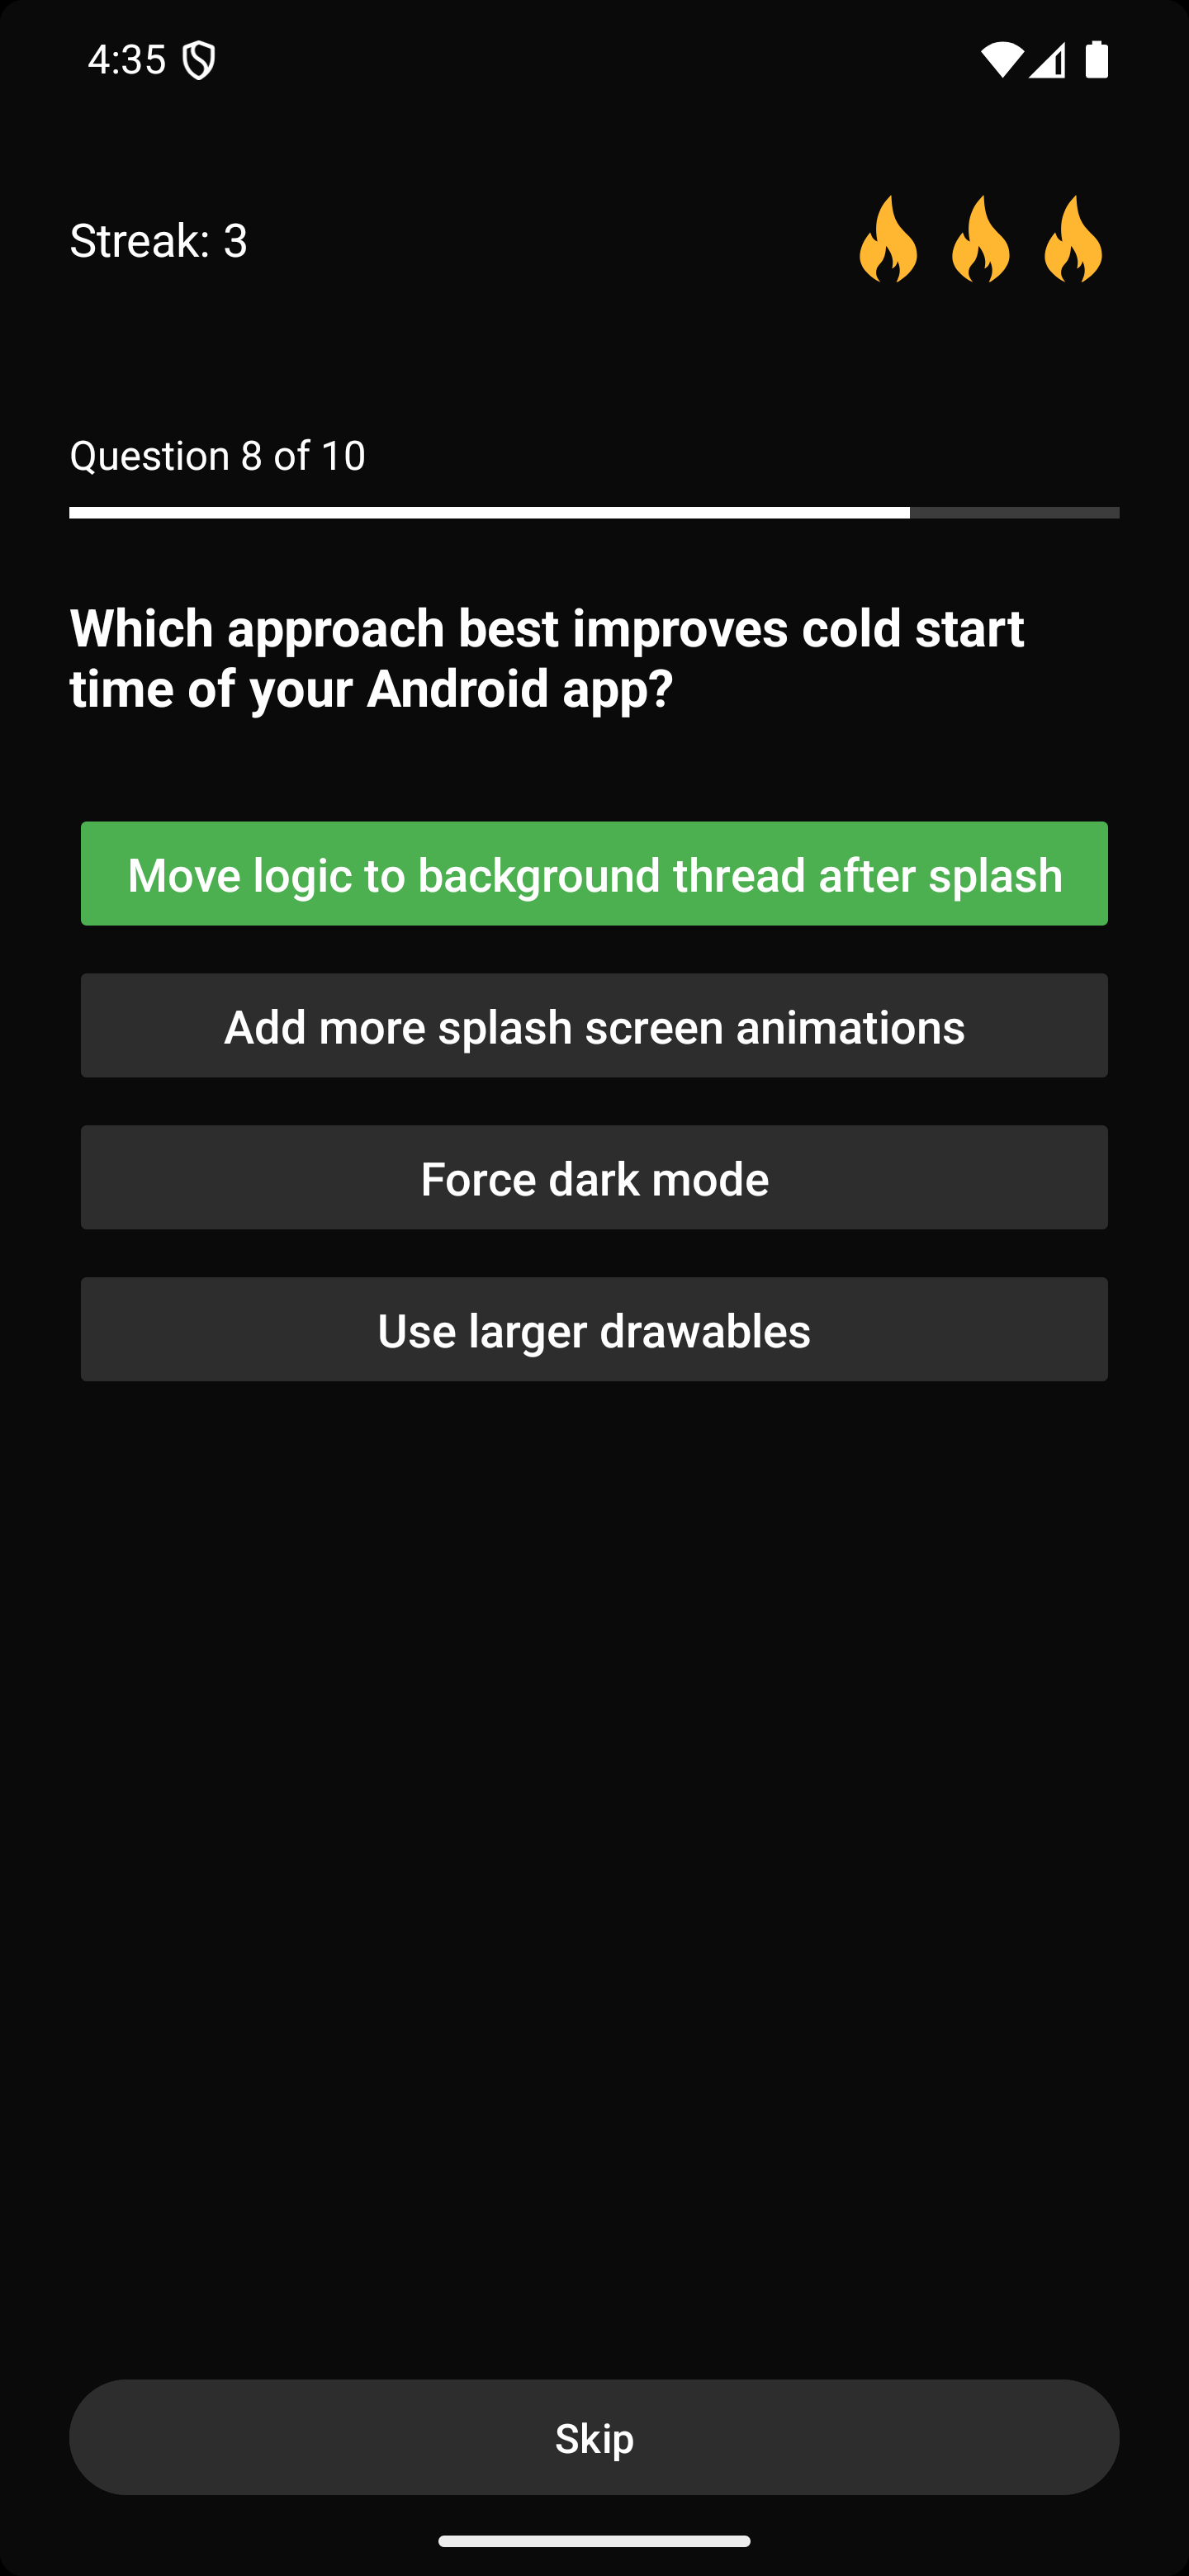 4:35
Streak: 3
Question 8 of 10
Which approach best improves cold start
time of your Android app?
Move logic to background thread after splash
Add more splash screen animations
Force dark mode
Use larger drawables
Skip